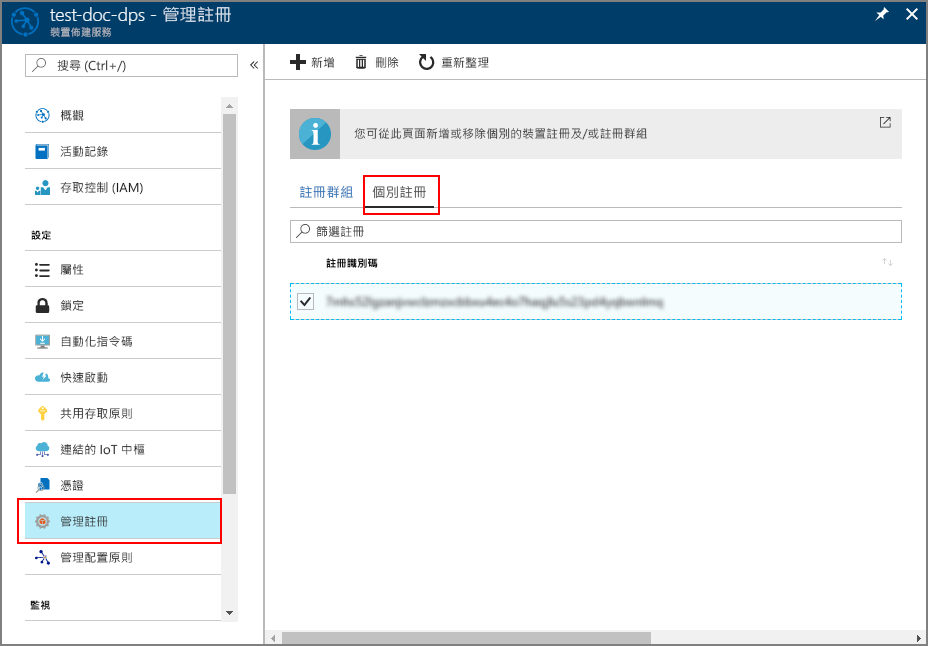 test-doc-dps - 管理註冊
裝置佈建服務
搜尋 (Ctrl+/)
«
概觀
活動記錄
存取控制 (IAM)
設定
屬性
鎖定
自動化指令碼
快速啟動
共用存取原則
連結的 IoT 中樞
憑證
管理註冊
管理配置原則
監視
新增 刪除 重新整理
您可從此頁面新增或移除個別的裝置註冊及/或註冊群組
註冊群組 個別註冊
篩選註冊
註冊識別碼